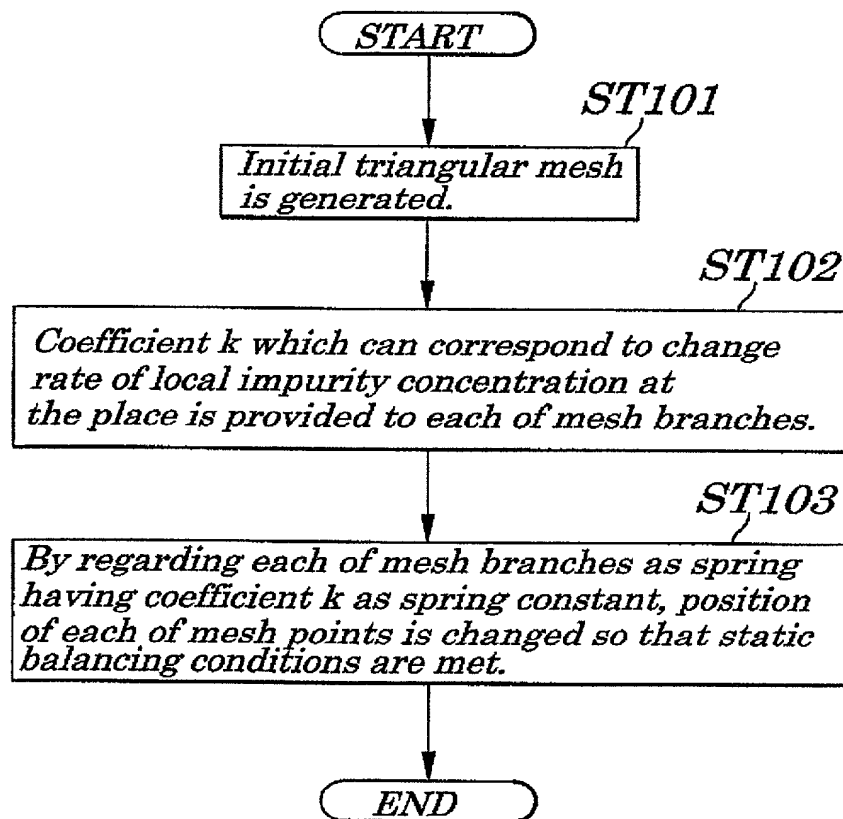 START
ST101
Initial triangular mesh
is generated.
ST102
Coefficient k which can correspond to change
rate of local impurity concentration at
the place is provided to each of mesh branches.
ST103
By regarding each of mesh branches as spring
having coefficient k as spring constant, position
of each of mesh points is changed so that static
balancing conditions are met.
END